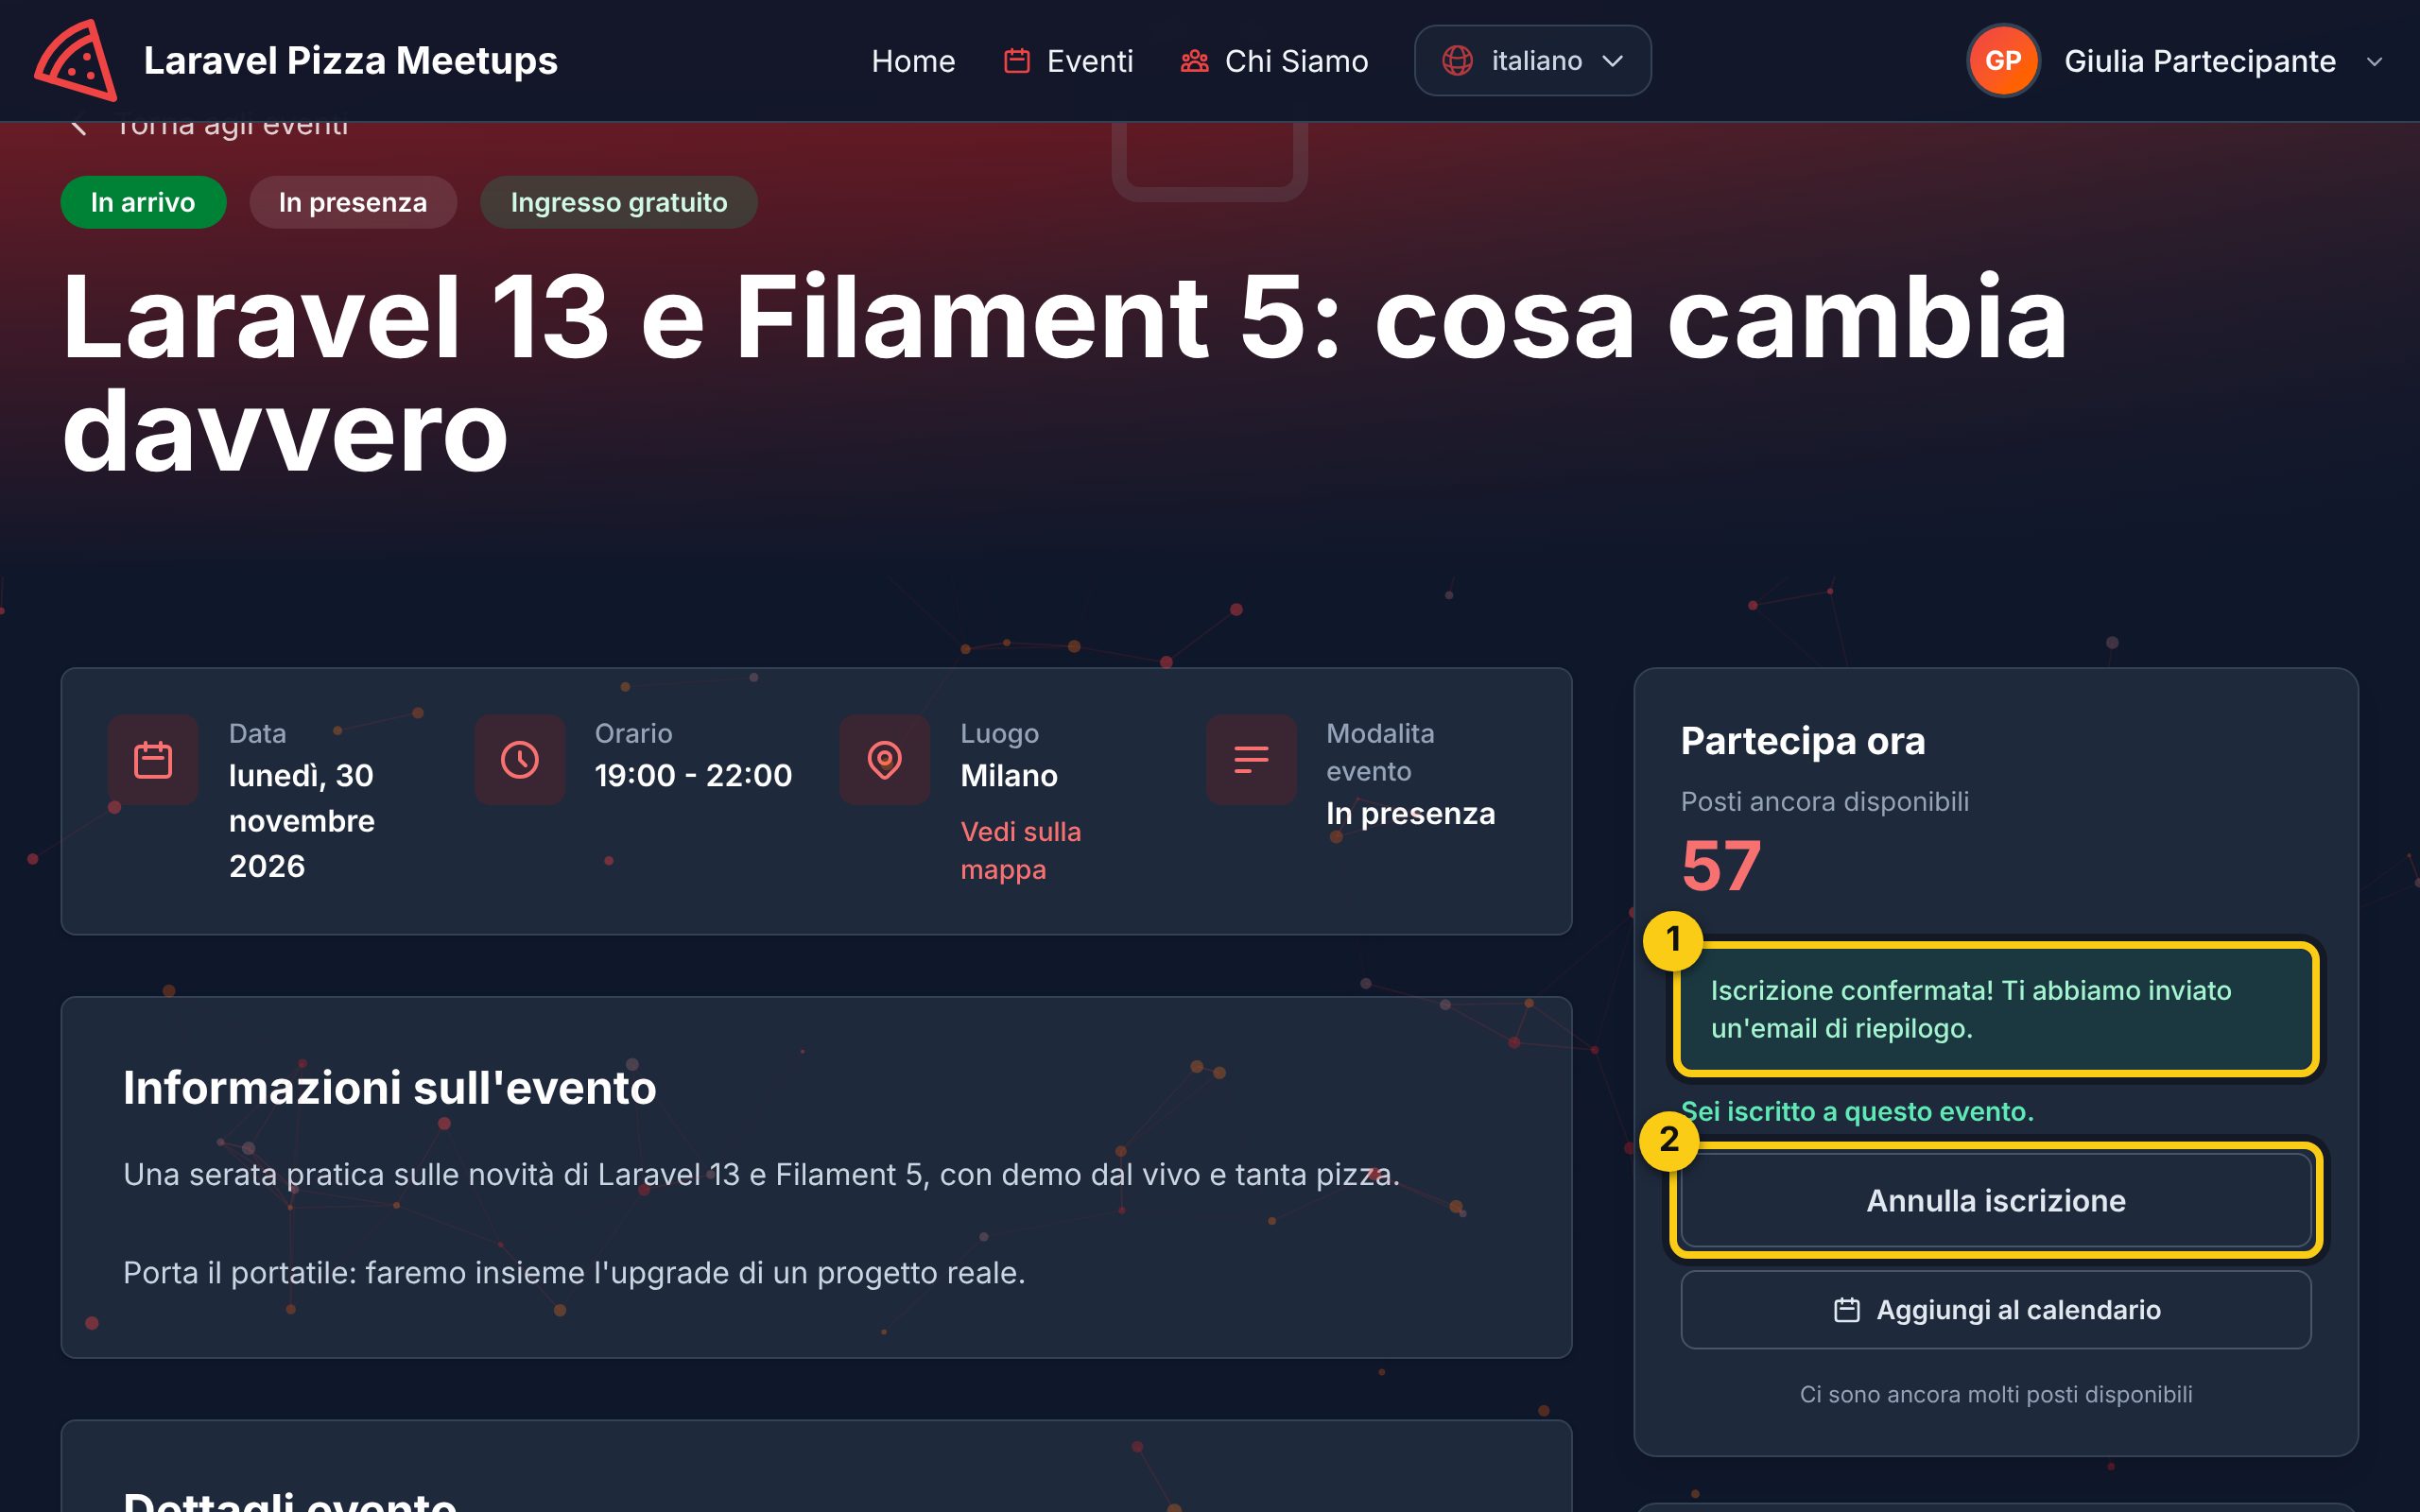 Laravel Pizza Meetups
Home
Eventi
Chi Siamo
italiano
GP
Giulia Partecipante
Torna agli eventi
In arrivo
In presenza
Ingresso gratuito
Laravel 13 e Filament 5: cosa cambia
davvero
Data
lunedì, 30
novembre
2026
Orario
19:00 - 22:00
Luogo
Milano
Vedi sulla
mappa
Modalita
evento
In presenza
Partecipa ora
Posti ancora disponibili
57
1
Iscrizione confermata! Ti abbiamo inviato
un'email di riepilogo.
Sei iscritto a questo evento.
2
Annulla iscrizione
Aggiungi al calendario
Ci sono ancora molti posti disponibili
Informazioni sull'evento
Una serata pratica sulle novità di Laravel 13 e Filament 5, con demo dal vivo e tanta pizza.
Porta il portatile: faremo insieme l'upgrade di un progetto reale.
Dettagli evento